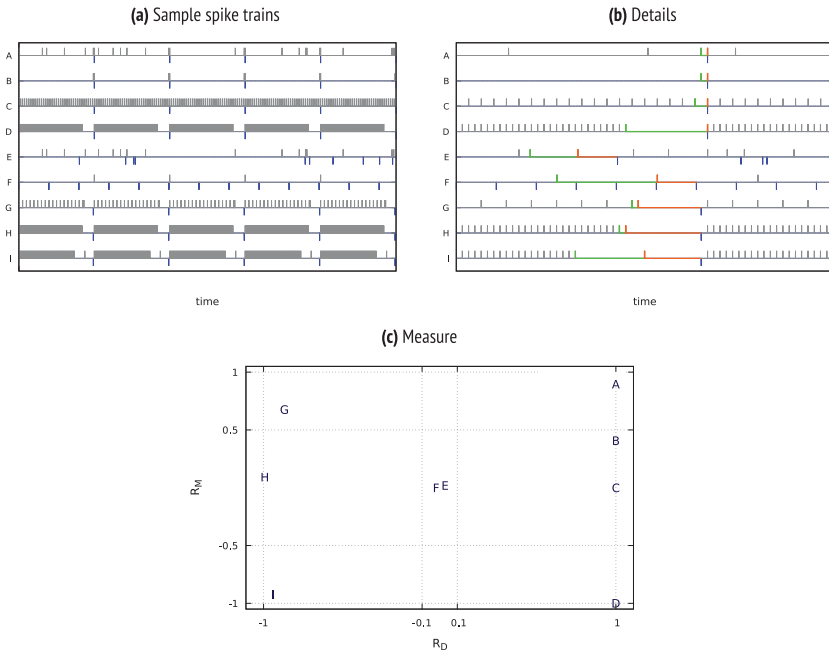 (a) Sample spike trains
A
B
C
D
E
F
G
H
I
time
(b) Details
A
B
C
D
E
F
G
H
I
time
(c) Measure
1
0.5
-0.5
-1
R_M
A
G
B
H
F E
C
I
D
-1
-0.1
0.1
1
R_D